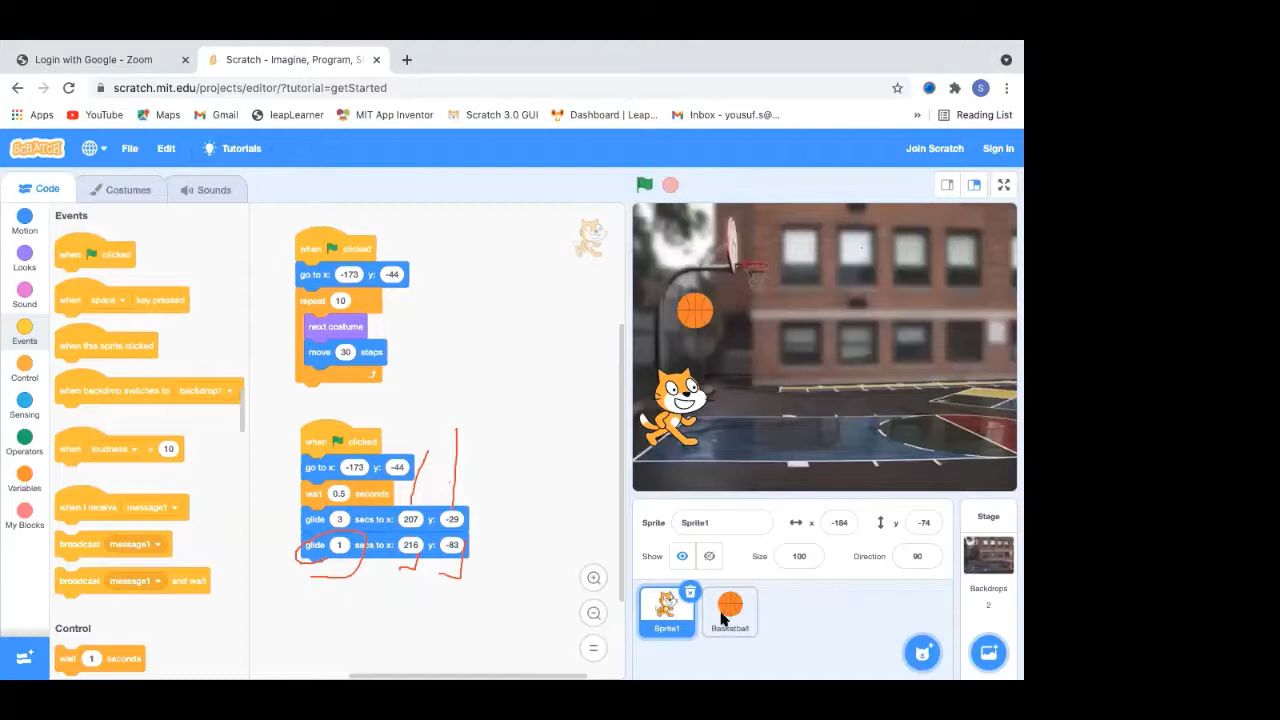 Login with Google - Zoom
Scratch - Imagine, Program, S
scratch.mit.edu/projects/editor/?tutorial=getStarted
S
Apps YouTube Maps Gmail leapLearner MIT App Inventor Scratch 3.0 GUI Dashboard | Leap... Inbox - yousuf.s@... » Reading List
SCRATCH File Edit Tutorials Join Scratch Sign in
Code Costumes Sounds
Motion
Looks
Sound
Events
Control
Sensing
Operators
Variables
My Blocks
Events
when clicked
when space key pressed
when this sprite clicked
when backdrop switches to backdrop1
when loudness > 10
when I receive message1
broadcast message1
broadcast message1 and wait
Control
wait 1 seconds
when clicked
go to x: -173 y: -44
repeat 10
next costume
move 30 steps
when clicked
go to x: -173 y: -44
wait 0.5 seconds
glide 3 secs to x: 207 y: -29
glide 1 secs to x: 216 y: -83
Sprite Sprite1 x -184 y -74
Show Size 100 Direction 90
Sprite1
Basketball
Stage
Backdrops
2